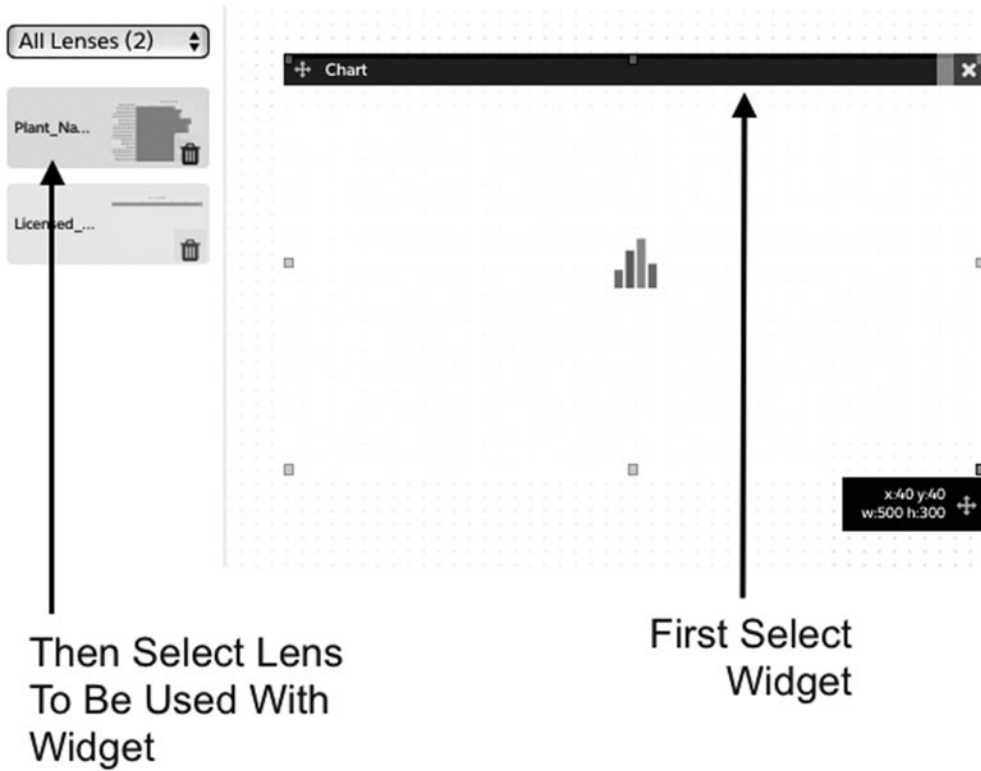 All Lenses (2)
Chart
Plant_Na...
Licensed_...
x:40 y:40
w:500 h:300
Then Select Lens
To Be Used With
Widget
First Select
Widget